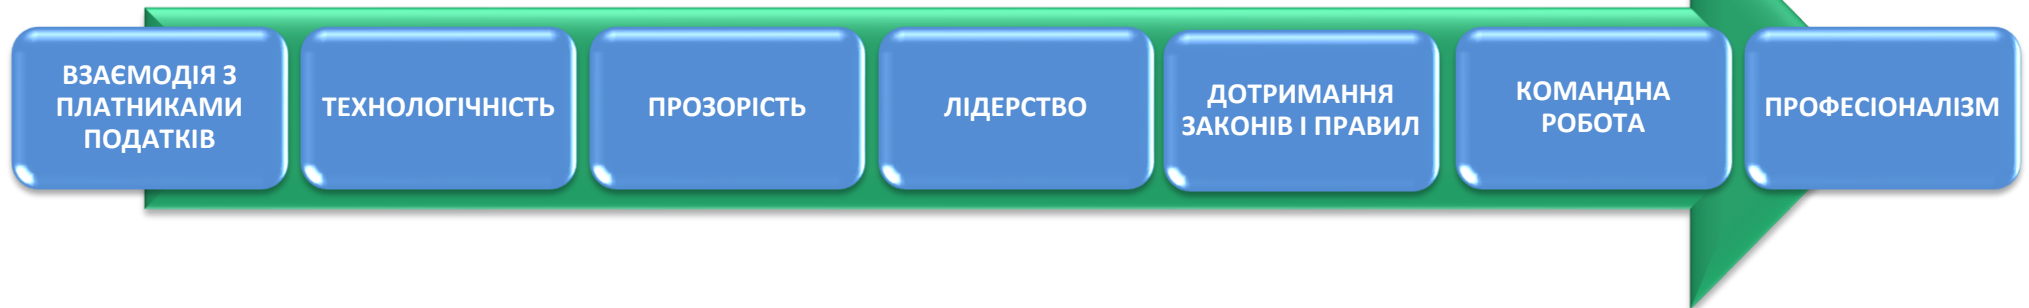 ВЗАЄМОДІЯ З
ПЛАТНИКАМИ
ПОДАТКІВ
ТЕХНОЛОГІЧНІСТЬ
ПРОЗОРІСТЬ
ЛІДЕРСТВО
ДОТРИМАННЯ
ЗАКОНІВ І ПРАВИЛ
КОМАНДНА
РОБОТА
ПРОФЕСІОНАЛІЗМ